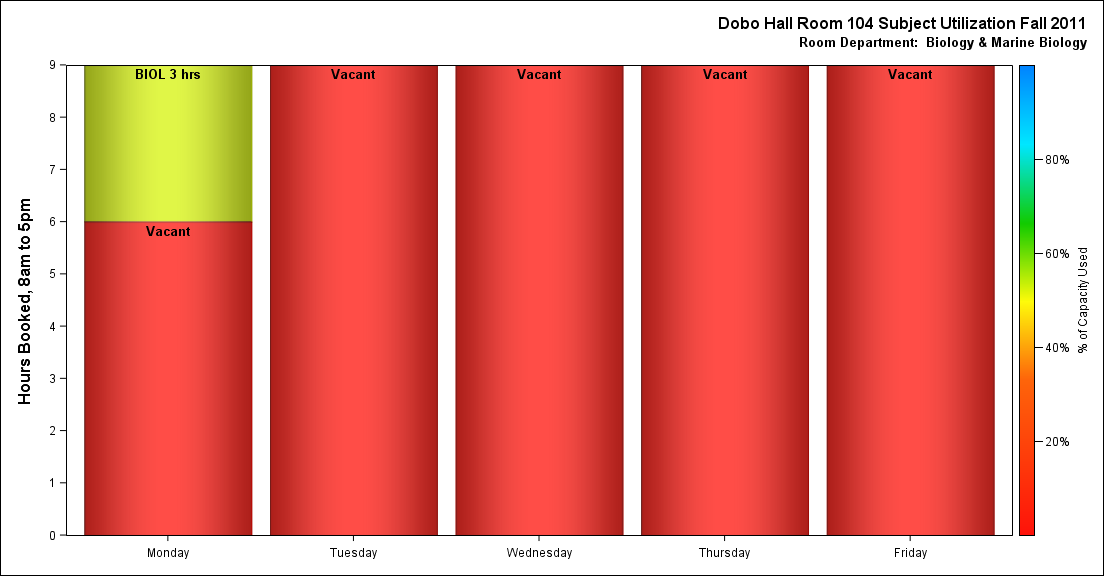 Dobo Hall Room 104 Subject Utilization Fall 2011
Room Department:  Biology & Marine Biology
Hours Booked, 8am to 5pm
9
8
7
6
5
4
3
2
1
0
BIOL 3 hrs
Vacant
Vacant
Vacant
Vacant
Vacant
Monday
Tuesday
Wednesday
Thursday
Friday
80%
60%
40%
20%
% of Capacity Used